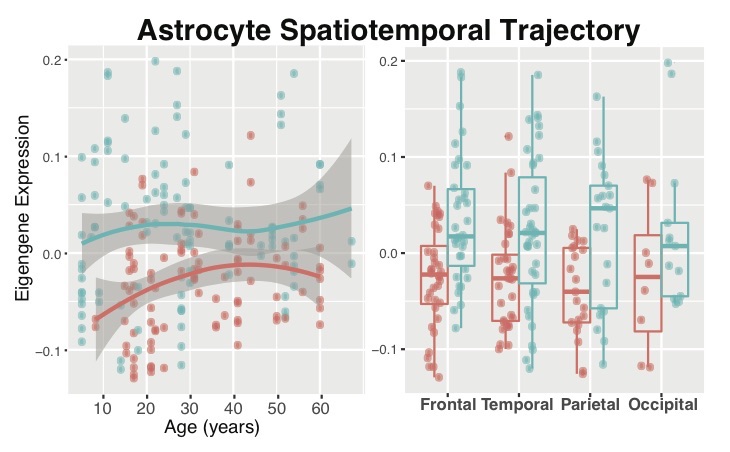 Astrocyte Spatiotemporal Trajectory
Eigengene Expression
0.2
0.1
0.0
−0.1
10 20 30 40 50 60
Age (years)
0.2
0.1
0.0
−0.1
Frontal Temporal Parietal Occipital